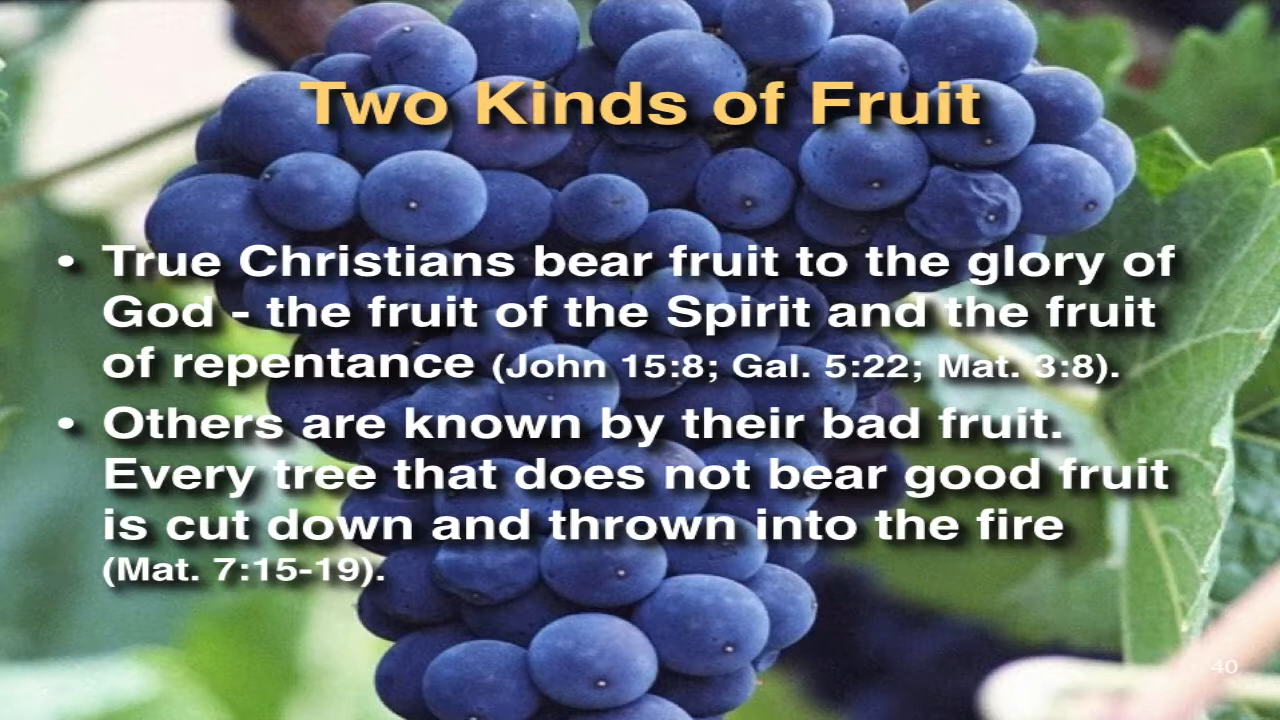 Two Kinds of Fruit
• True Christians bear fruit to the glory of
God - the fruit of the Spirit and the fruit
of repentance (John 15:8; Gal. 5:22; Mat. 3:8).
• Others are known by their bad fruit.
Every tree that does not bear good fruit
is cut down and thrown into the fire
(Mat. 7:15-19).
40